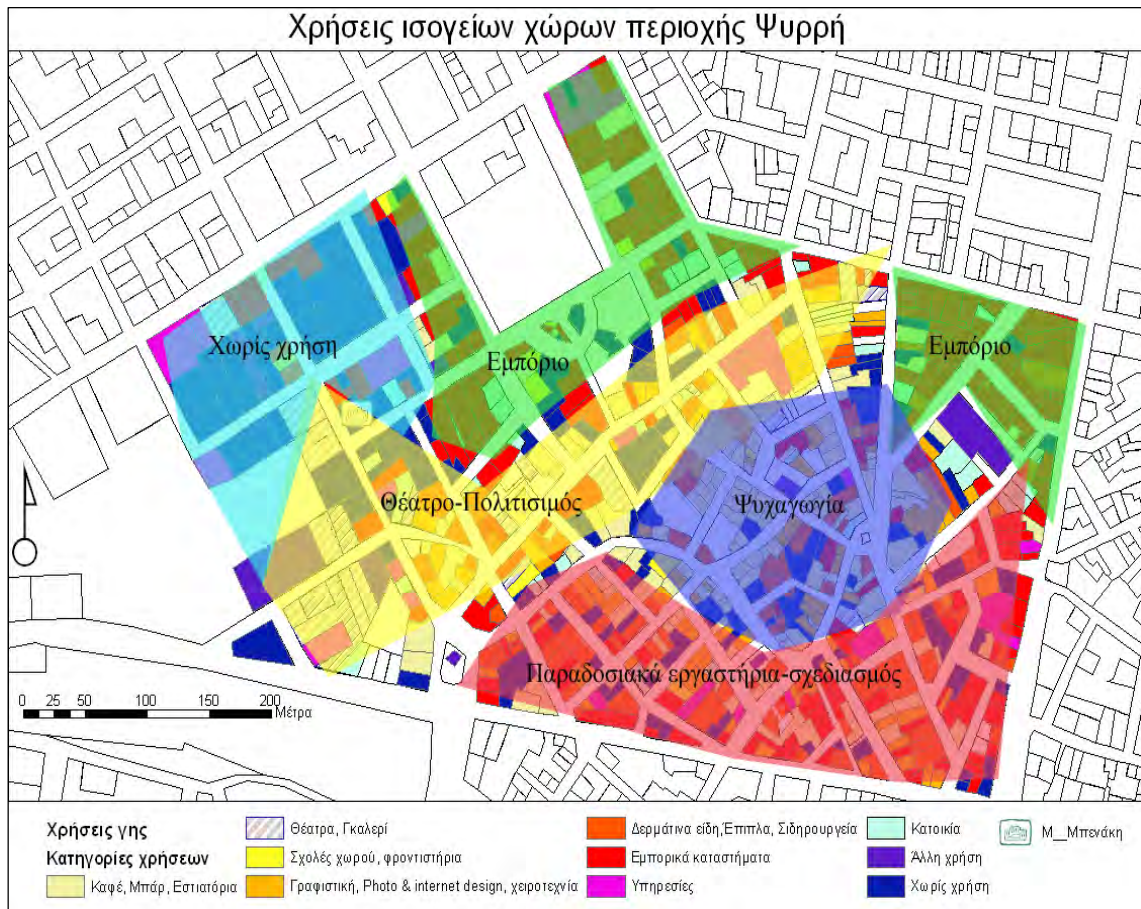 Χρήσεις ισογείων χώρων περιοχής Ψυρρή
Χωρίς χρήση
Εμπόριο
Εμπόριο
Θέατρο-Πολιτισιμός
Ψυχαγωγία
Παραδοσιακά εργαστήρια-σχεδιασμός
0 25 50 100 150 200
Μέτρα
Χρήσεις γης
Κατηγορίες χρήσεων
Καφέ, Μπάρ, Εστιατόρια
Θέατρα, Γκαλερί
Σχολές χωρού, φροντιστήρια
Γραφιστική, Photo & internet design, χειροτεχνία
Δερμάτινα είδη,Επιπλα, Σιδηρουργεία
Εμπορικά καταστήματα
Υπηρεσίες
Κατοικία
Άλλη χρήση
Χωρίς χρήση
Μ__Μπενάκη